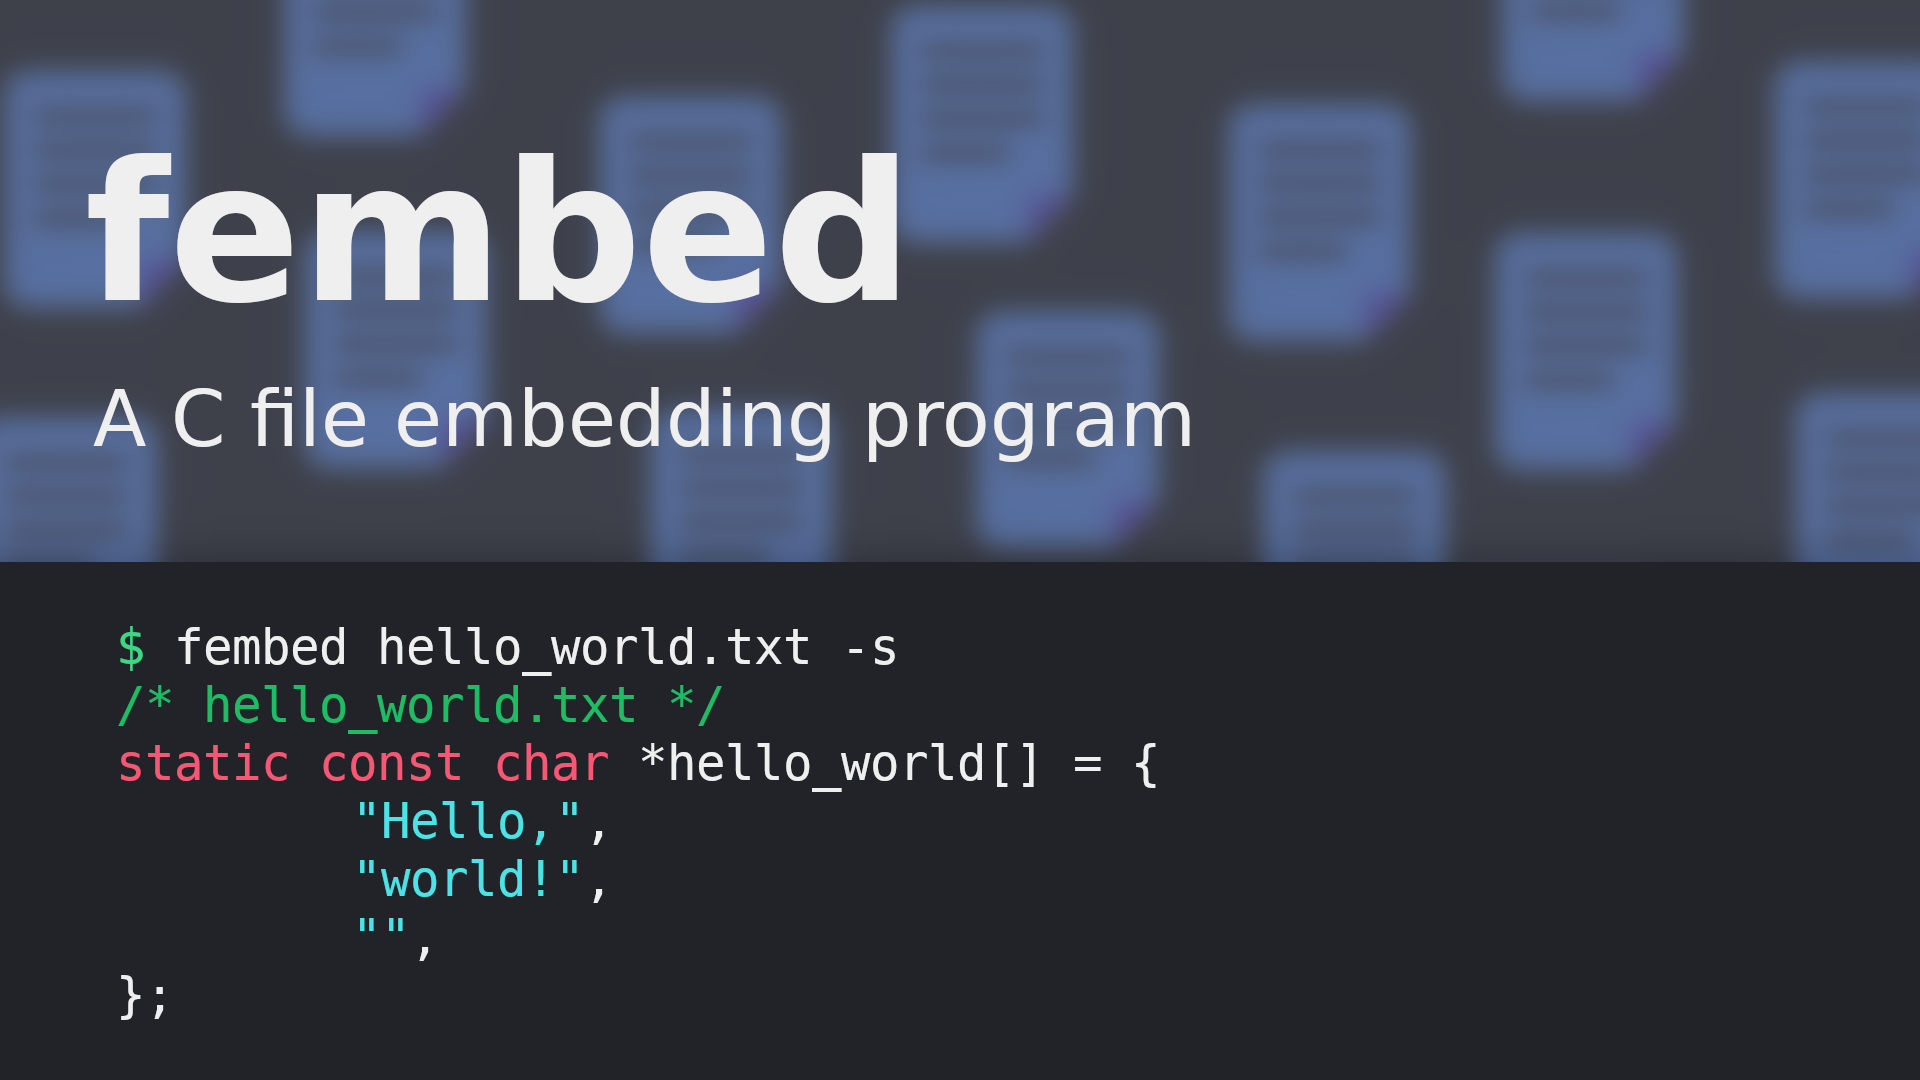 fembed
A C file embedding program
$ fembed hello_world.txt -s
/* hello_world.txt */
static const char *hello_world[] = {
        "Hello,",
        "world!",
        "",
};